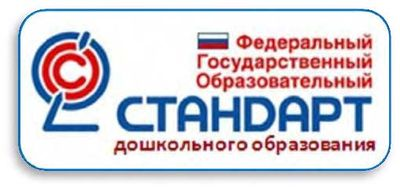 Федеральный
Государственный
Образовательный
СТАНДАРТ
дошкольного образования